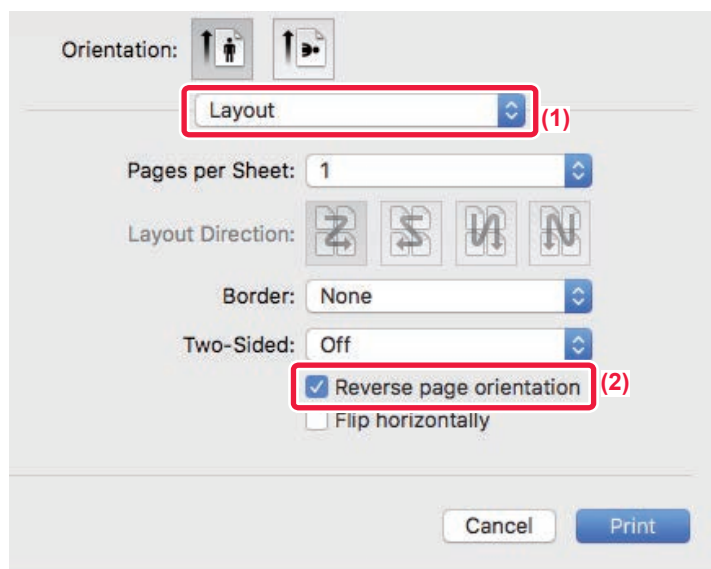 Orientation:
Layout
(1)
Pages per Sheet: 1
Layout Direction:
Border: None
Two-Sided: Off
Reverse page orientation
(2)
Flip horizontally
Cancel Print